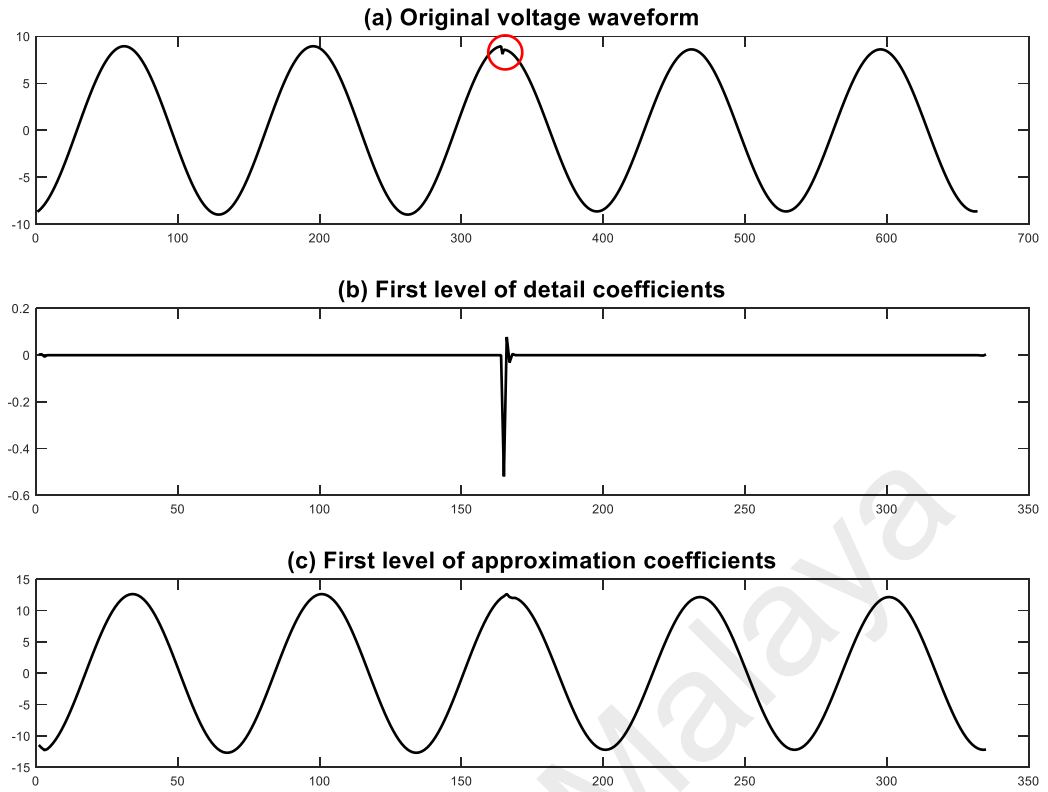 (a) Original voltage waveform
10
5
0
-5
-10
0 100 200 300 400 500 600 700
(b) First level of detail coefficients
0.2
0
-0.2
-0.4
-0.6
0 50 100 150 200 250 300 350
(c) First level of approximation coefficients
15
10
5
0
-5
-10
-15
0 50 100 150 200 250 300 350
Malaya